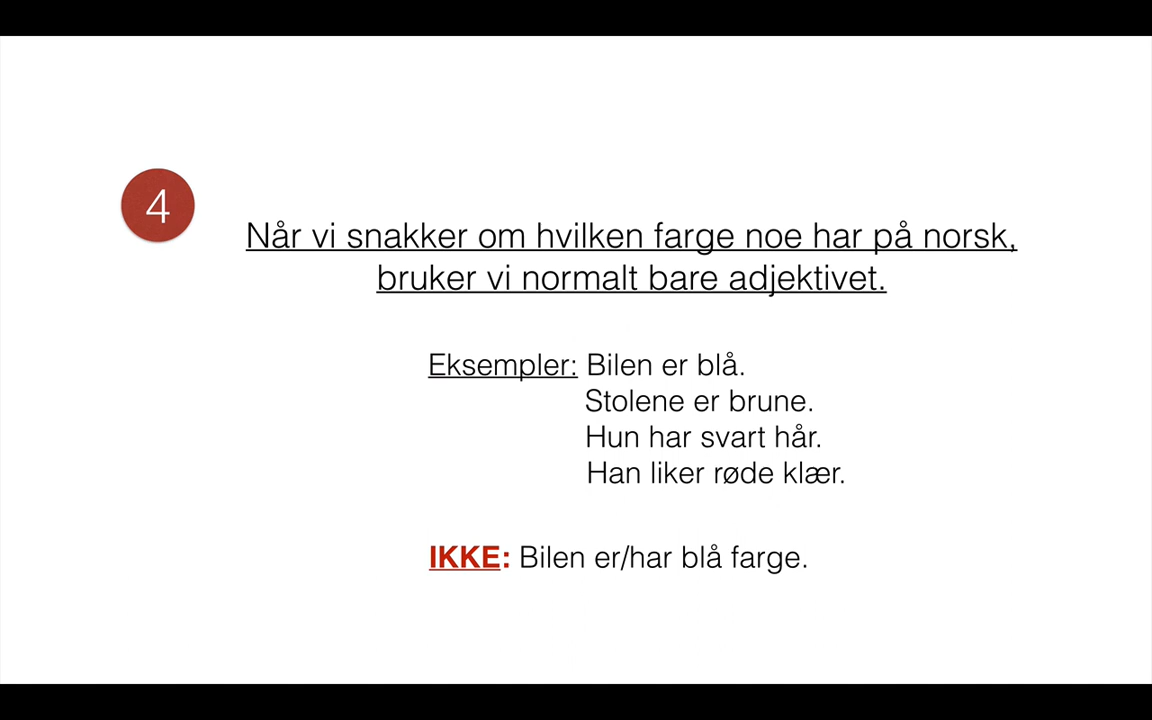 4
Når vi snakker om hvilken farge noe har på norsk,
bruker vi normalt bare adjektivet.
Eksempler: Bilen er blå.
Stolene er brune.
Hun har svart hår.
Han liker røde klær.
IKKE: Bilen er/har blå farge.